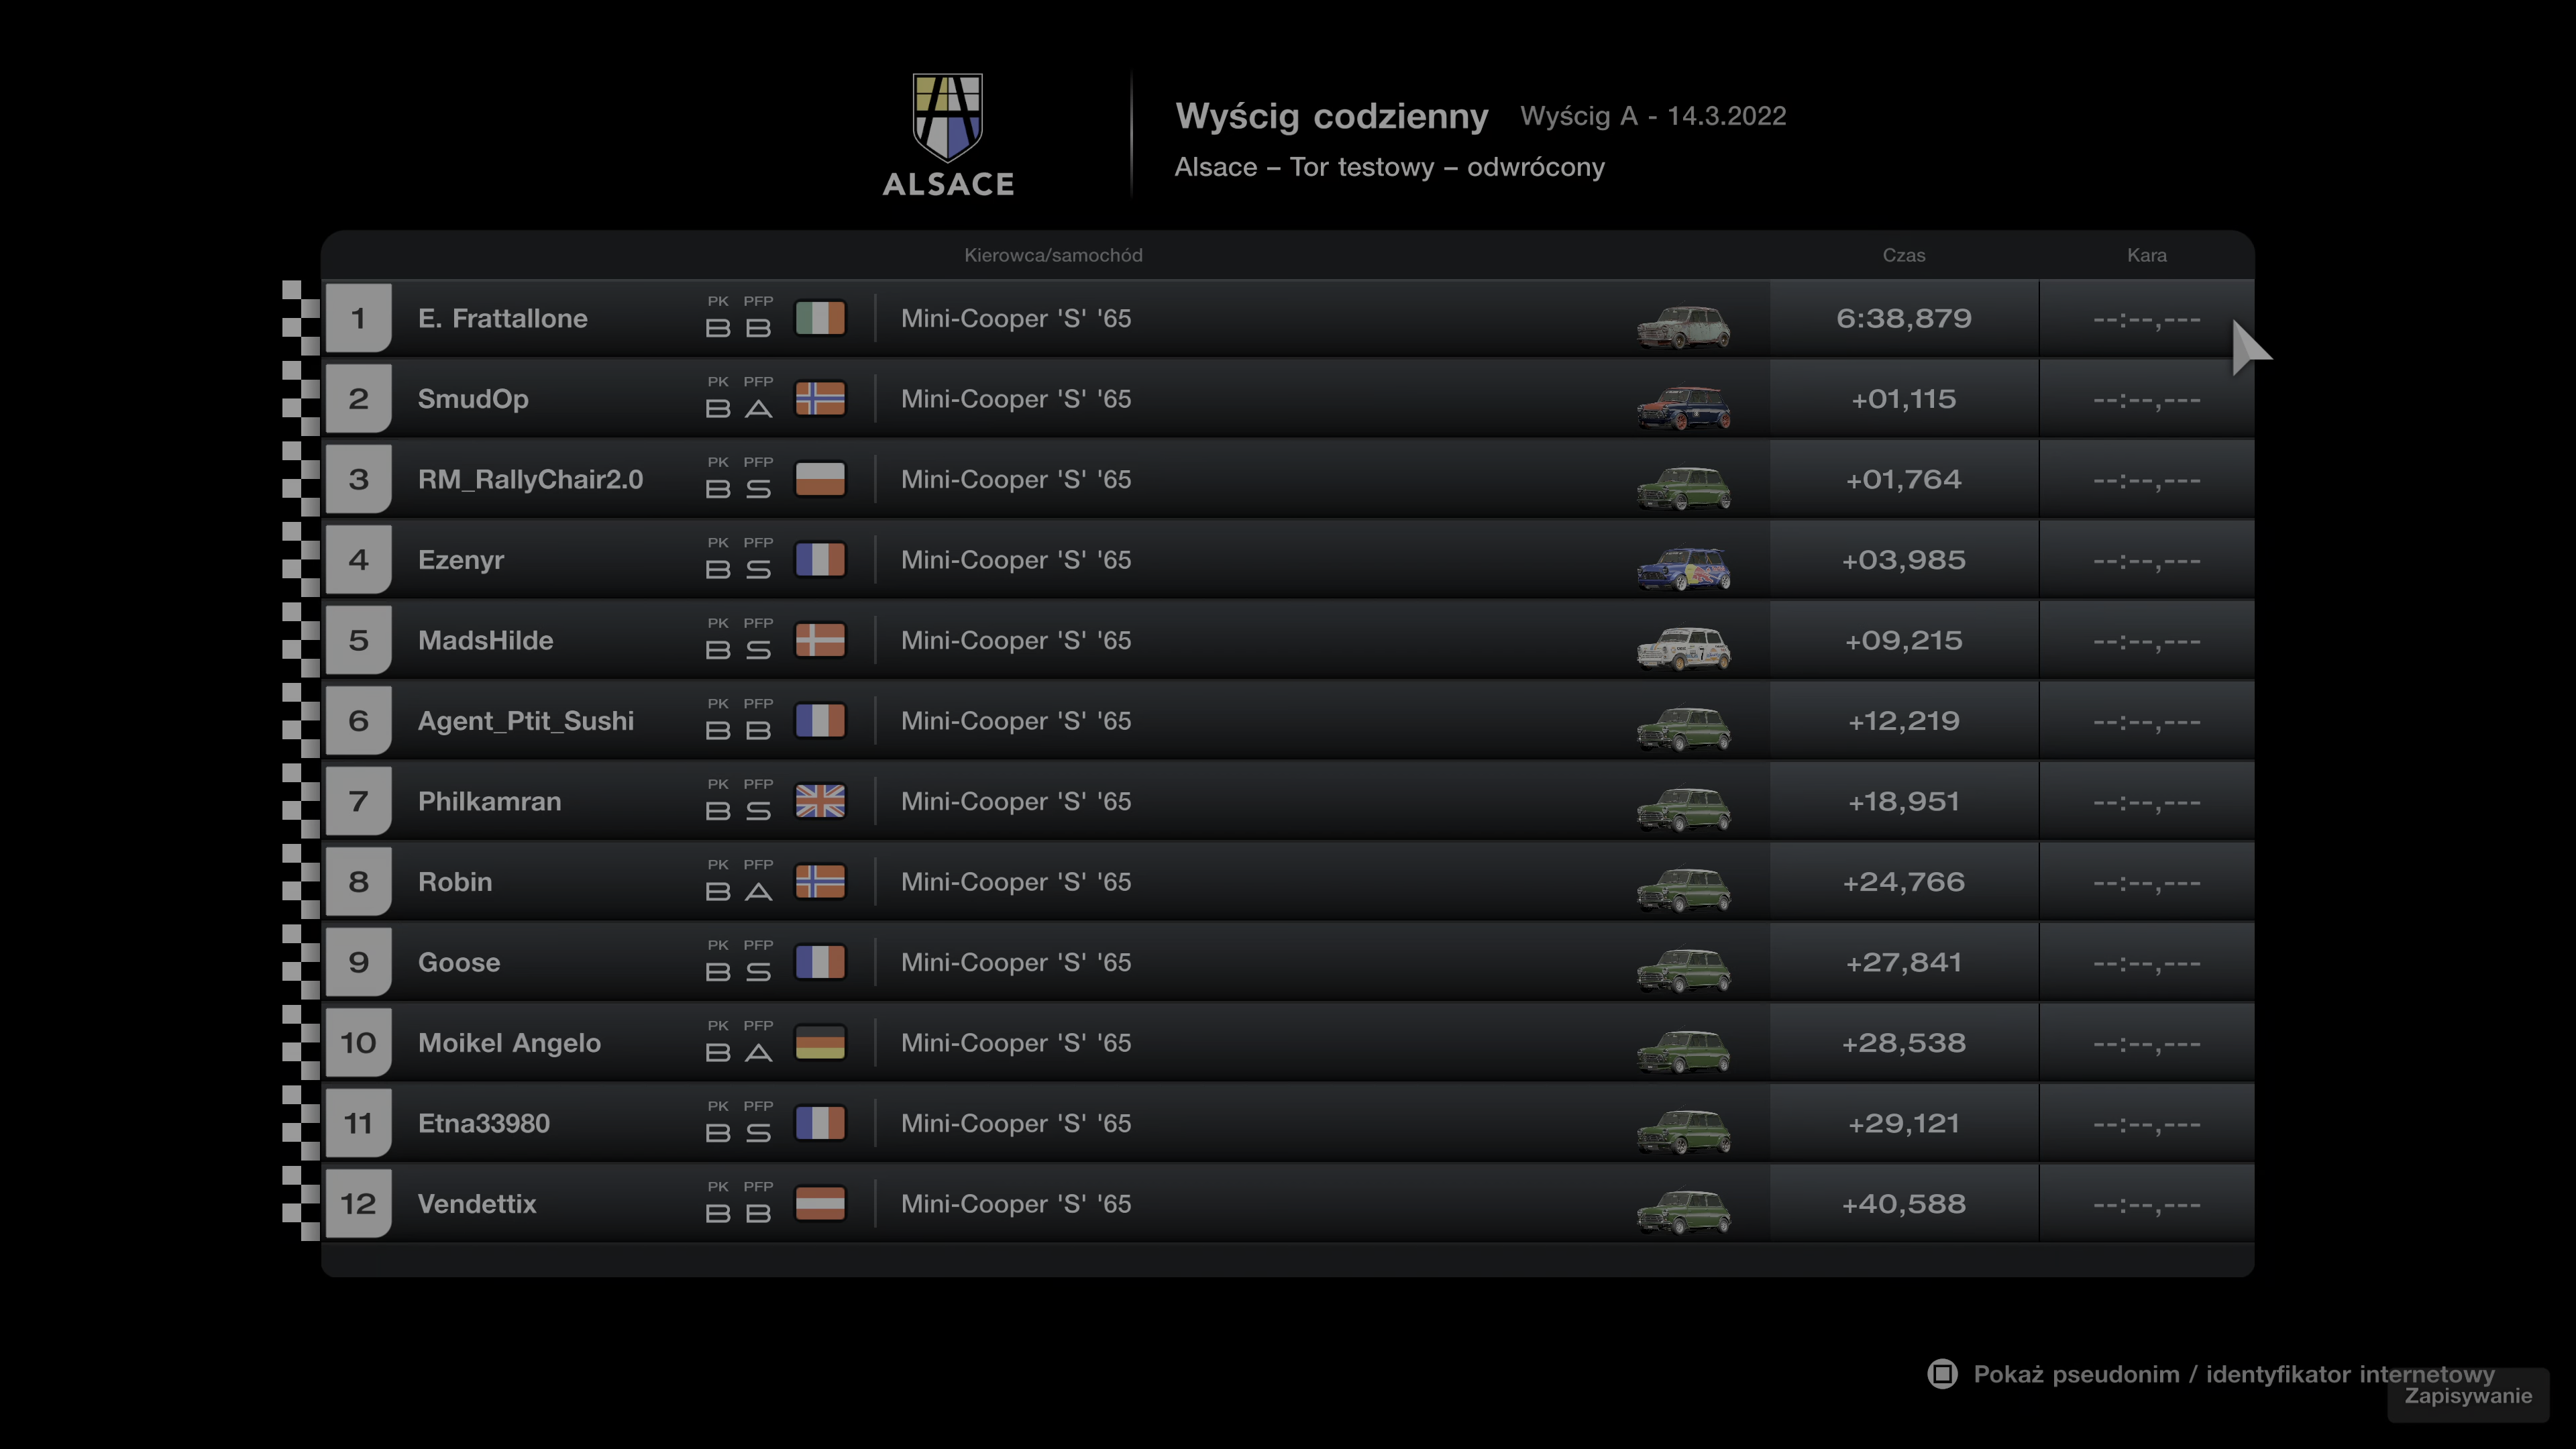 ALSACE
Wyścig codzienny Wyścig A - 14.3.2022
Alsace – Tor testowy – odwrócony
Kierowca/samochód Czas Kara
1 E. Frattallone PK B PFP B Mini-Cooper 'S' '65 6:38,879 --:--,---
2 SmudOp PK B PFP A Mini-Cooper 'S' '65 +01,115 --:--,---
3 RM_RallyChair2.0 PK B PFP S Mini-Cooper 'S' '65 +01,764 --:--,---
4 Ezenyr PK B PFP S Mini-Cooper 'S' '65 +03,985 --:--,---
5 MadsHilde PK B PFP S Mini-Cooper 'S' '65 +09,215 --:--,---
6 Agent_Ptit_Sushi PK B PFP B Mini-Cooper 'S' '65 +12,219 --:--,---
7 Philkamran PK B PFP S Mini-Cooper 'S' '65 +18,951 --:--,---
8 Robin PK B PFP A Mini-Cooper 'S' '65 +24,766 --:--,---
9 Goose PK B PFP S Mini-Cooper 'S' '65 +27,841 --:--,---
10 Moikel Angelo PK B PFP A Mini-Cooper 'S' '65 +28,538 --:--,---
11 Etna33980 PK B PFP S Mini-Cooper 'S' '65 +29,121 --:--,---
12 Vendettix PK B PFP B Mini-Cooper 'S' '65 +40,588 --:--,---
Pokaż pseudonim / identyfikator internetowy
Zapisywanie